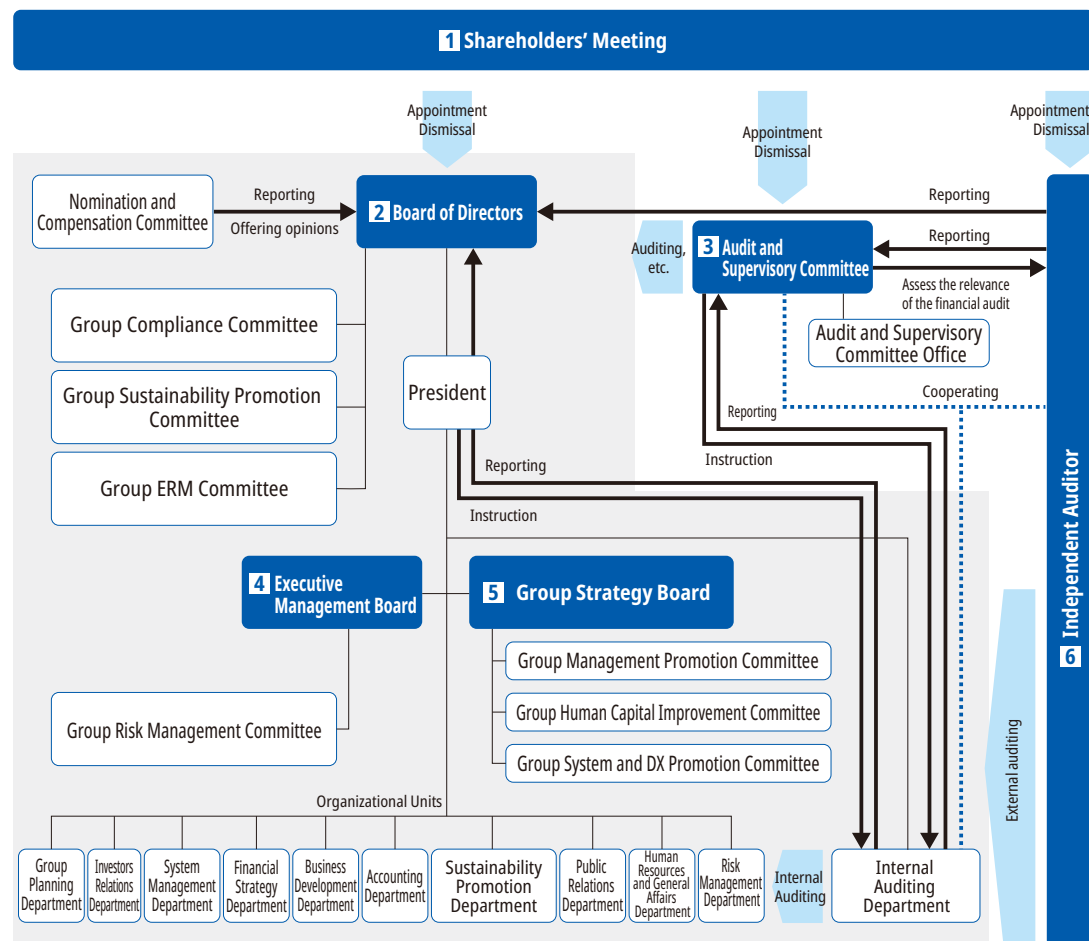 1 Shareholders' Meeting
Appointment
Dismissal
Appointment
Dismissal
Appointment
Dismissal
Nomination and
Compensation Committee
Reporting
Offering opinions
2 Board of Directors
Reporting
Auditing,
etc.
3 Audit and
Supervisory Committee
Reporting
Assess the relevance
of the financial audit
Audit and Supervisory
Committee Office
Group Compliance Committee
Group Sustainability Promotion
Committee
Group ERM Committee
President
Cooperating
Reporting
Instruction
Reporting
Instruction
6 Independent Auditor
4 Executive
Management Board
5 Group Strategy Board
Group Management Promotion Committee
Group Human Capital Improvement Committee
Group System and DX Promotion Committee
Group Risk Management Committee
External auditing
Organizational Units
Group
Planning
Department
Investors
Relations
Department
System
Management
Department
Financial
Strategy
Department
Business
Development
Department
Accounting
Department
Sustainability
Promotion
Department
Public
Relations
Department
Human
Resources
and General
Affairs
Department
Risk
Management
Department
Internal
Auditing
Internal
Auditing
Department